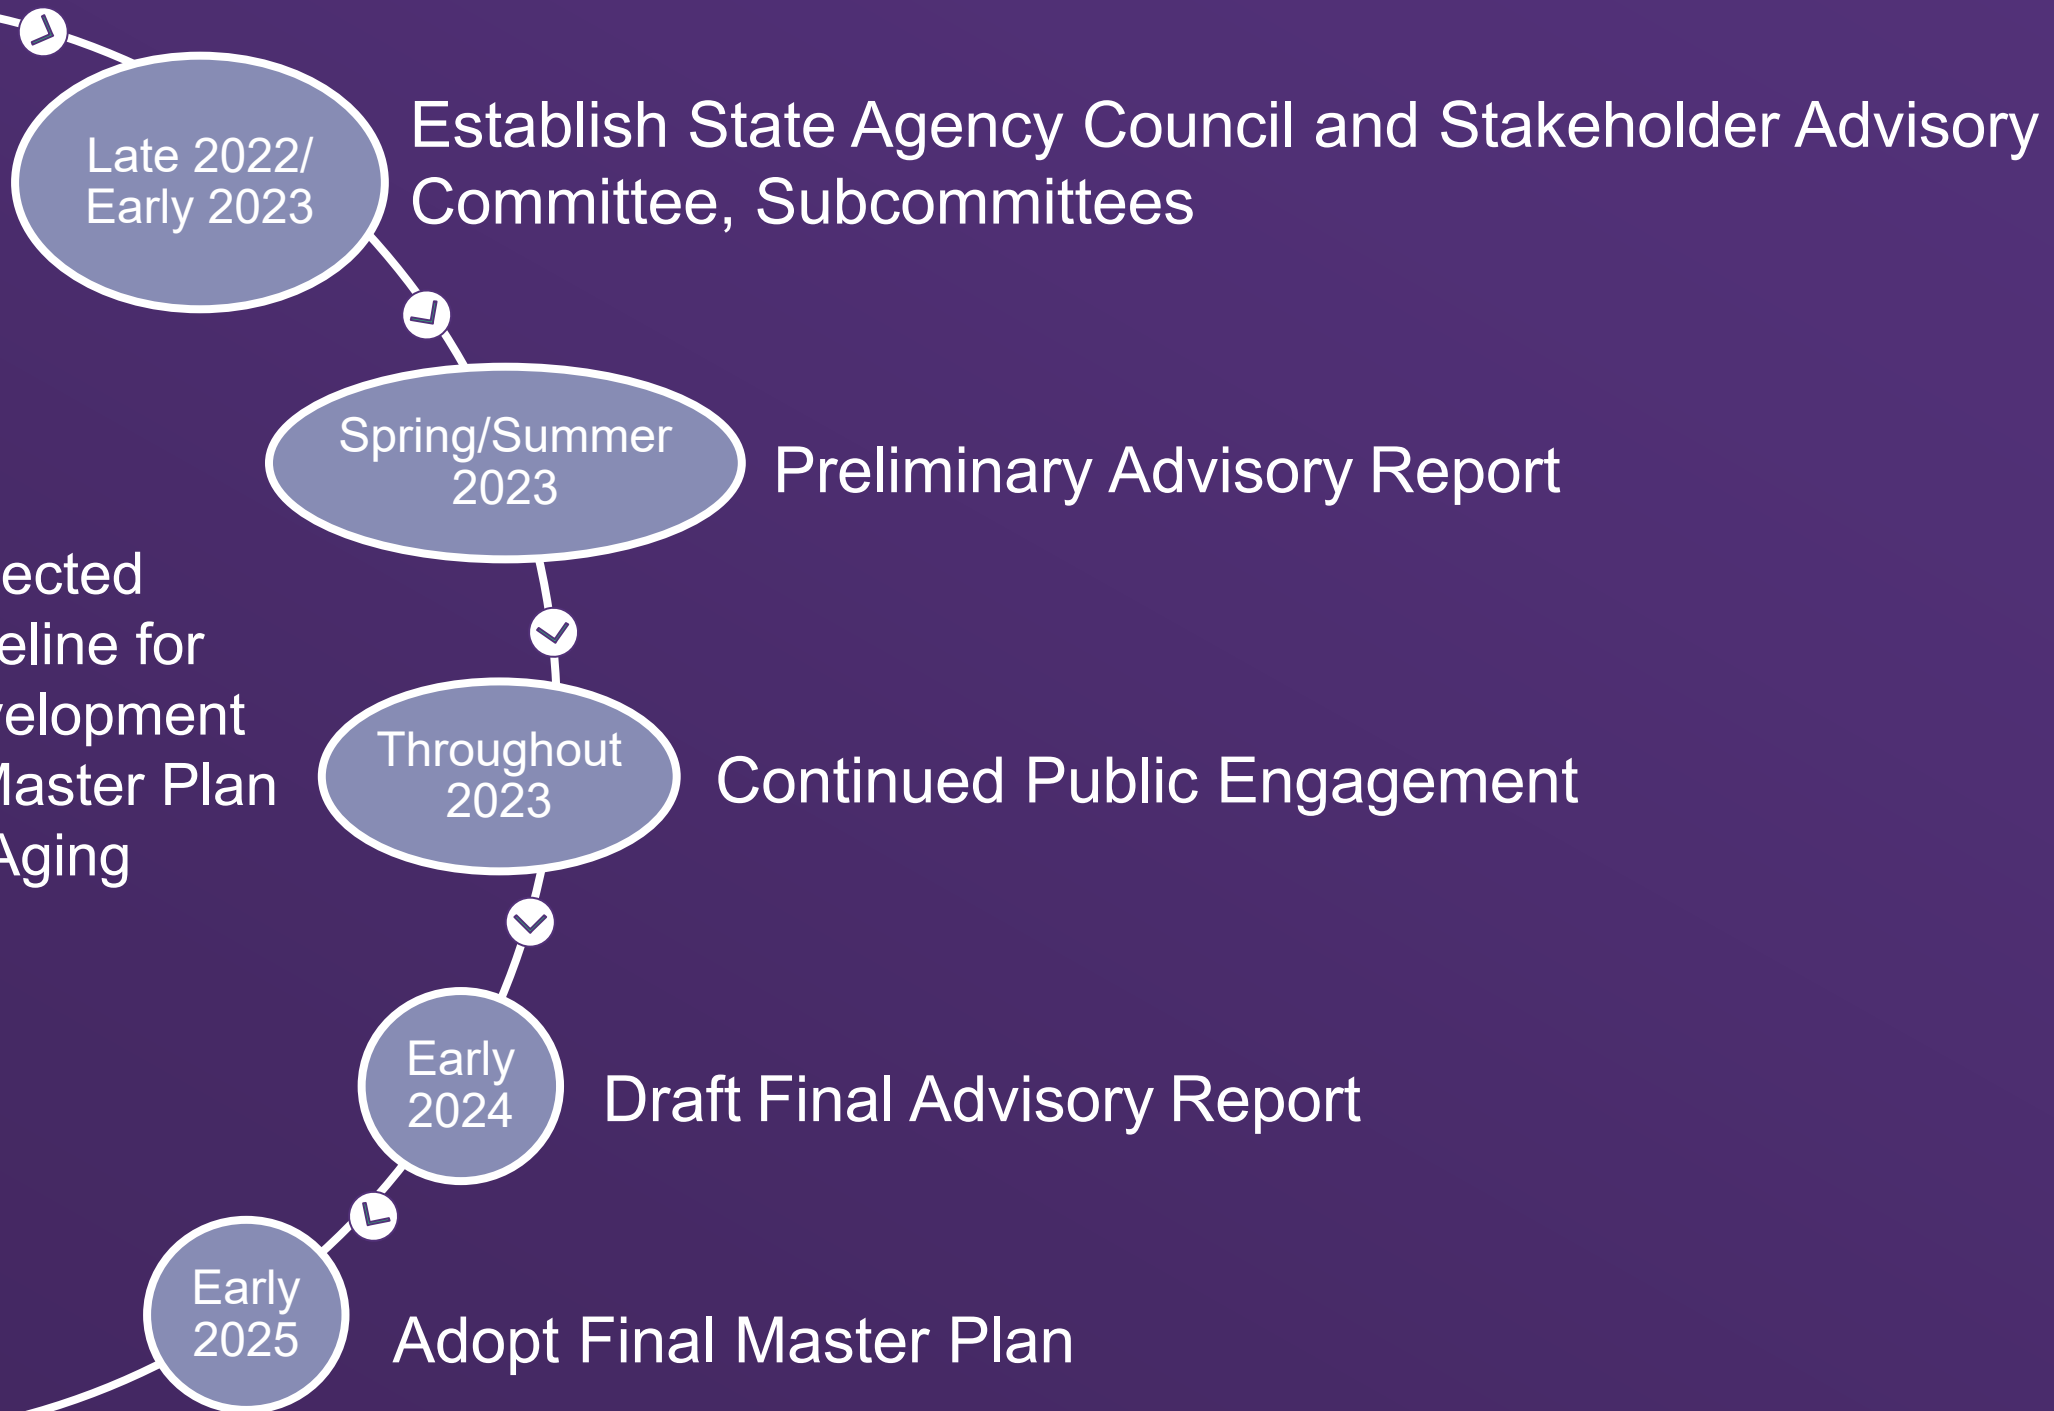 Late 2022/
Early 2023
Establish State Agency Council and Stakeholder Advisory
Committee, Subcommittees
Spring/Summer
2023
Preliminary Advisory Report
ected
eline for
velopment
Master Plan
Aging
Throughout
2023
Continued Public Engagement
Early
2024
Draft Final Advisory Report
Early
2025
Adopt Final Master Plan